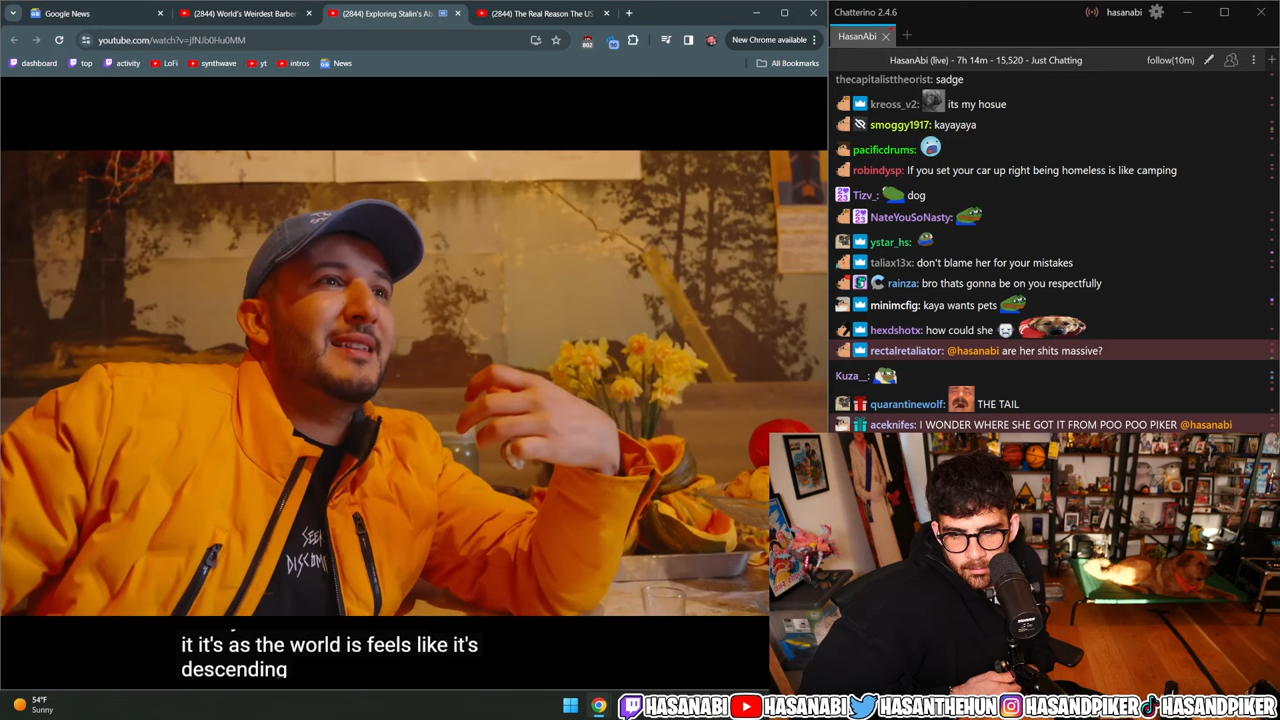 (2844) World's Weirdest Barbe
(2844) Exploring Stalin's Ab
(2844) The Real Reason The US
Google News
youtube.com/watch?v=jfNJb0Hu0MM
802
New Chrome available
dashboard
top
activity
LoFi
synthwave
yt
intros
News
All Bookmarks
SEEK
DISCOM
it it's as the world is feels like it's
descending
54°F
Sunny
Chatterino 2.4.6
hasanabi
HasanAbi
HasanAbi (live) - 7h 14m - 15,520 - Just Chatting
follow(10m)
thecapitalisttheorist: sadge
kreoss_v2: its my hosue
smoggy1917: kayayaya
pacificdrums:
robindysp: If you set your car up right being homeless is like camping
Tizv_: dog
NateYouSoNasty:
ystar_hs:
taliax13x: don't blame her for your mistakes
rainza: bro thats gonna be on you respectfully
minimcfig: kaya wants pets
hexdshotx: how could she
rectalretaliator: @hasanabi are her shits massive?
Kuza__:
quarantinewolf: THE TAIL
aceknifes: I WONDER WHERE SHE GOT IT FROM POO POO PIKER @hasanabi
HASANABI HASANABI HASANTHEHUN HASANDPIKER HASANDPIKER